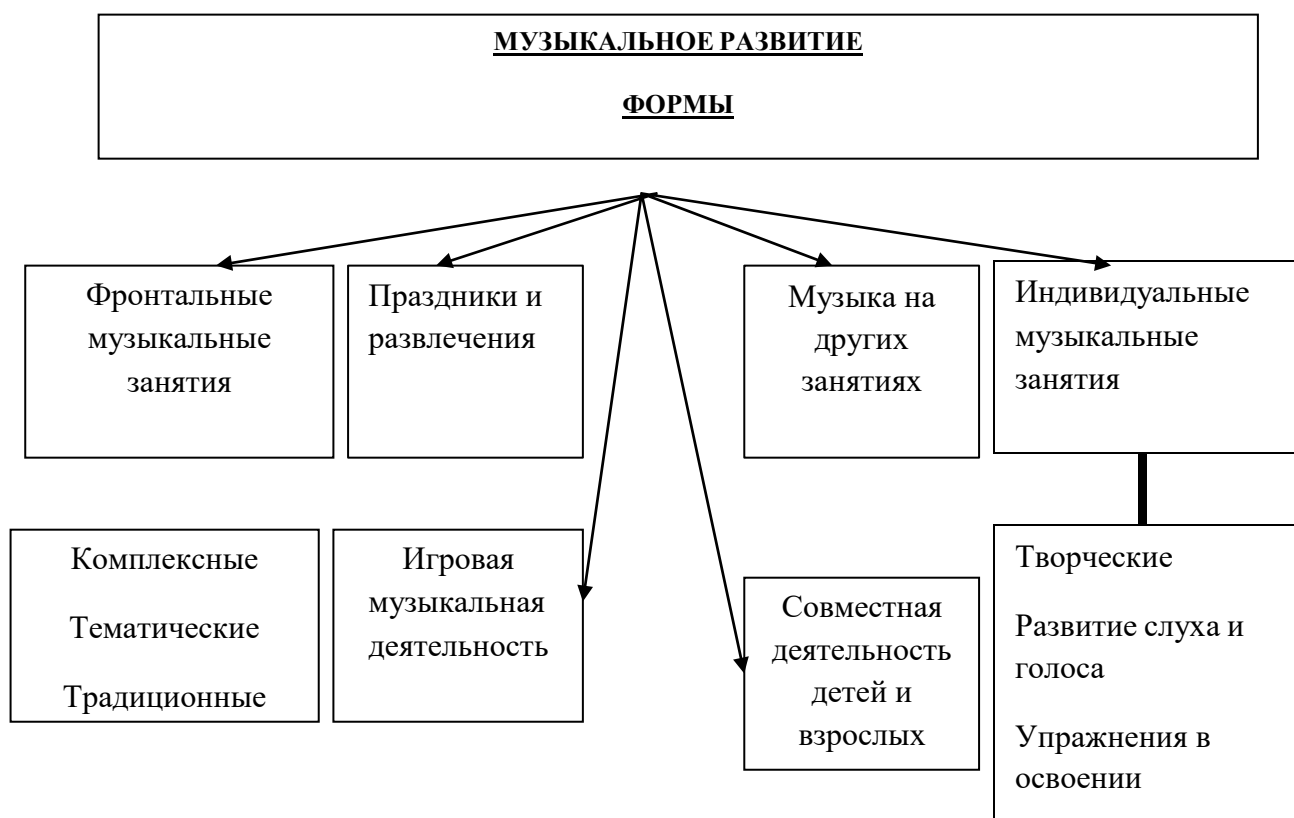 МУЗЫКАЛЬНОЕ РАЗВИТИЕ
ФОРМЫ
Фронтальные
музыкальные
занятия
Праздники и
развлечения
Музыка на
других
занятиях
Индивидуальные
музыкальные
занятия
Комплексные
Тематические
Традиционные
Игровая
музыкальная
деятельность
Совместная
деятельность
детей и
взрослых
Творческие
Развитие слуха и
голоса
Упражнения в
освоении